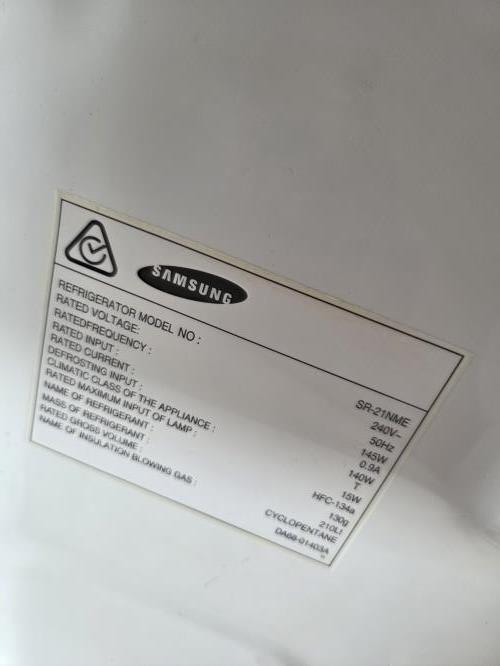 SAMSUNG
REFRIGERATOR MODEL NO : SR-21NME
RATED VOLTAGE: 240V~
RATEDFREQUENCY : 50Hz
RATED INPUT : 145W
RATED CURRENT : 0.9A
DEFROSTING INPUT : 140W
CLIMATIC CLASS OF THE APPLIANCE : T
RATED MAXIMUM INPUT OF LAMP : 15W
NAME OF REFRIGERANT : HFC-134a
MASS OF REFRIGERANT : 130g
RATED GROSS VOLUME : 210Lt
NAME OF INSULATION BLOWING GAS : CYCLOPENTANE
DA68-01403A